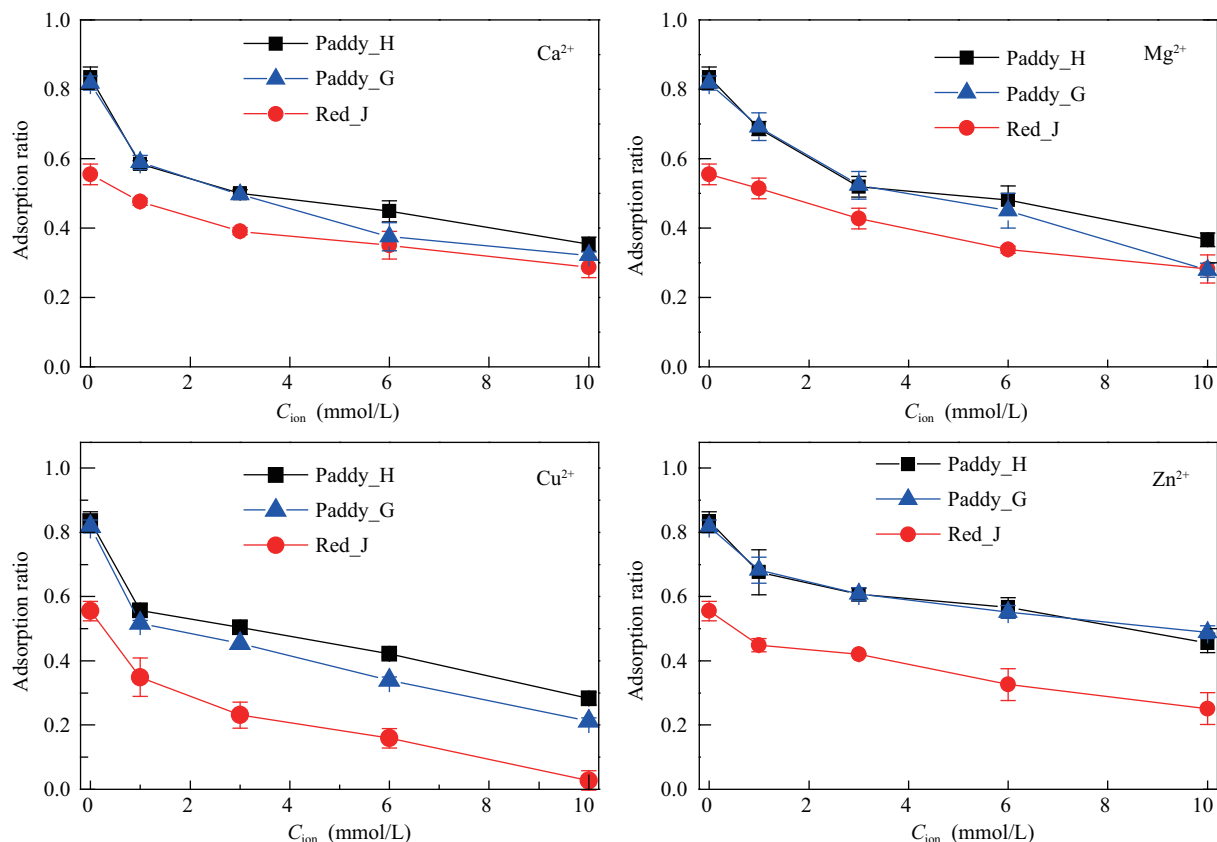 1.0
0.8
0.6
0.4
0.2
0.0
Adsorption ratio
Paddy_H
Paddy_G
Red_J
Ca²⁺
0 2 4 6 8 10
C_ion (mmol/L)
1.0
0.8
0.6
0.4
0.2
0.0
Adsorption ratio
Paddy_H
Paddy_G
Red_J
Mg²⁺
0 2 4 6 8 10
C_ion (mmol/L)
1.0
0.8
0.6
0.4
0.2
0.0
Adsorption ratio
Paddy_H
Paddy_G
Red_J
Cu²⁺
0 2 4 6 8 10
C_ion (mmol/L)
1.0
0.8
0.6
0.4
0.2
0.0
Adsorption ratio
Paddy_H
Paddy_G
Red_J
Zn²⁺
0 2 4 6 8 10
C_ion (mmol/L)